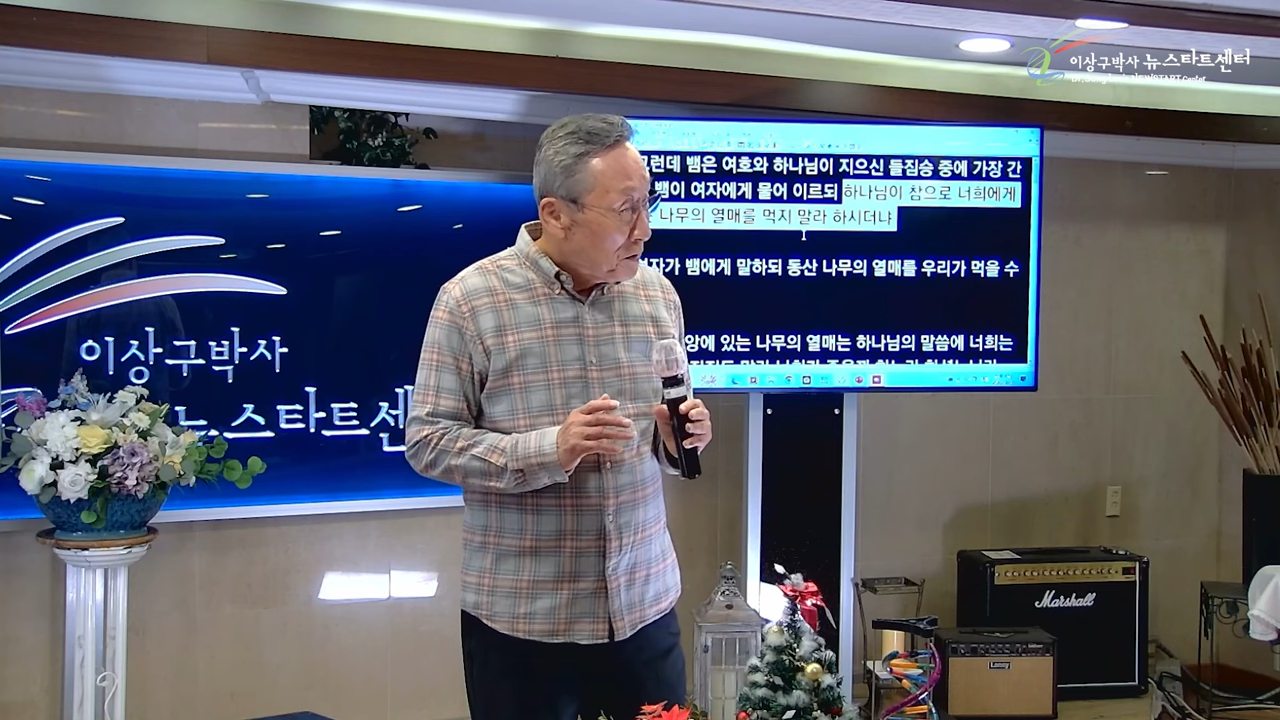 이상구박사 뉴스타트센터
그런데 뱀은 여호와 하나님이 지으신 들짐승 중에 가장 간
뱀이 여자에게 물어 이르되 하나님이 참으로 너희에게
나무의 열매를 먹지 말라 하시더냐
여자가 뱀에게 말하되 동산 나무의 열매를 우리가 먹을 수
앙에 있는 나무의 열매는 하나님의 말씀에 너희는
이상구박사
뉴스타트센
Marshall
Laney